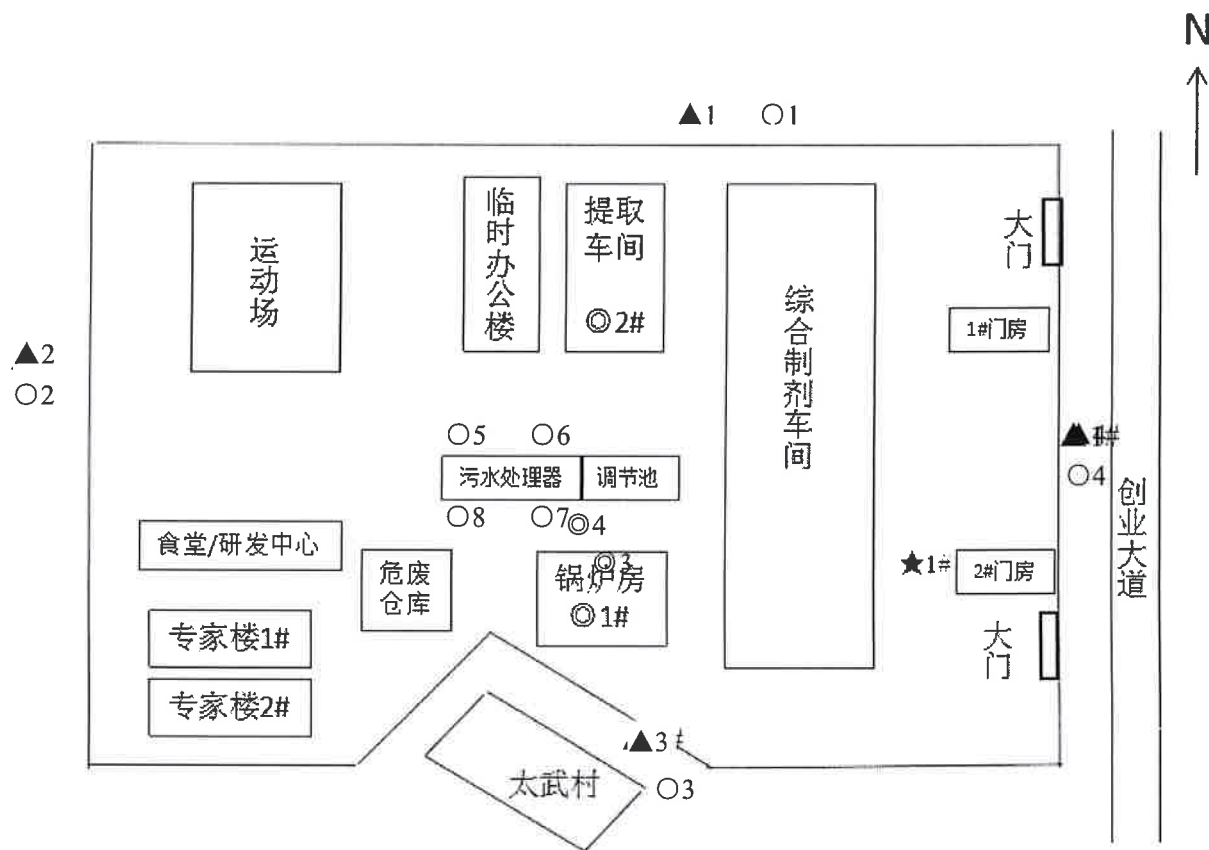 N
▲1 ○1
运动场
临时办公楼
提取
车间
◎2#
综合制剂车间
大门
1#门房
▲2
○2
○5 ○6
污水处理器 调节池
○8 ○7
◎4
○4
创业大道
食堂/研发中心
危废
仓库
◎3
锅炉房
◎1#
★1#
2#门房
大门
专家楼1#
专家楼2#
▲3
太武村
○3